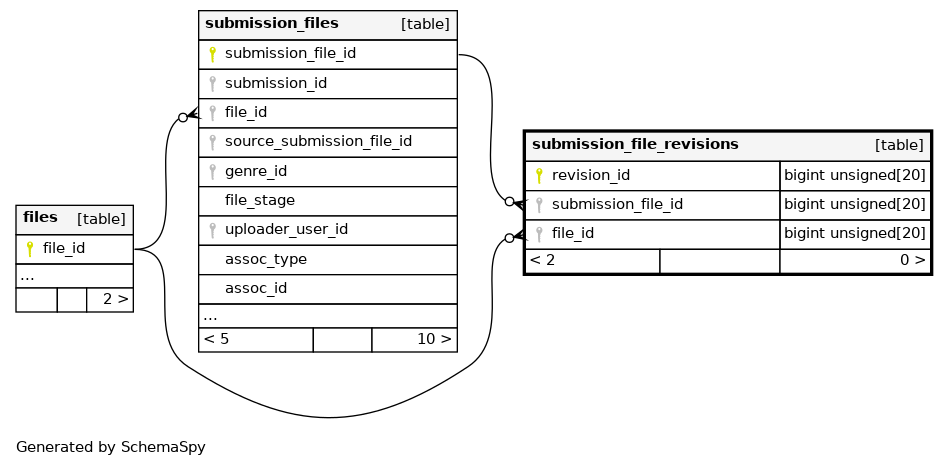 submission_files [table]
submission_file_id
submission_id
file_id
source_submission_file_id
genre_id
file_stage
uploader_user_id
assoc_type
assoc_id
...
< 5 10 >
submission_file_revisions [table]
revision_id bigint unsigned[20]
submission_file_id bigint unsigned[20]
file_id bigint unsigned[20]
< 2 0 >
files [table]
file_id
...
2 >
Generated by SchemaSpy